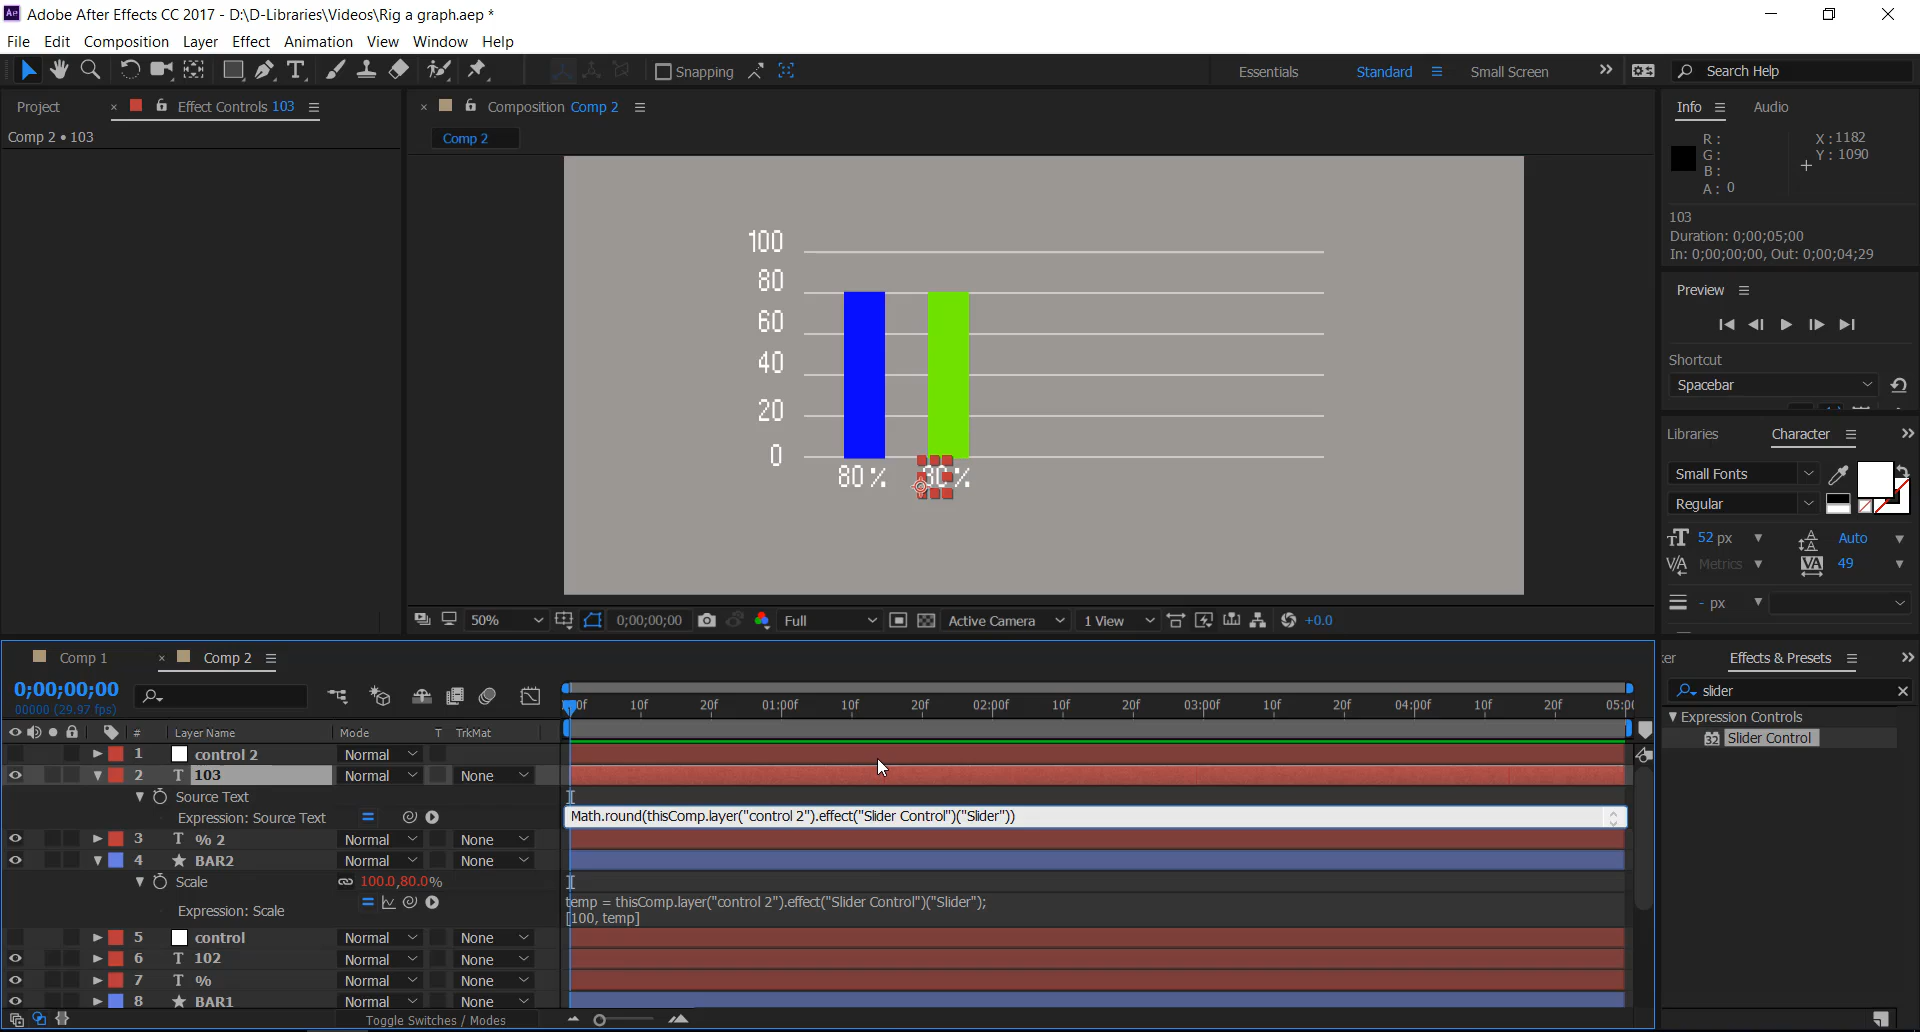 Adobe After Effects CC 2017 - D:\D-Libraries\Videos\Rig a graph.aep *
File Edit Composition Layer Effect Animation View Window Help
Snapping Essentials Standard Small Screen Search Help
Project Effect Controls 103
Comp 2 • 103
Composition Comp 2
Comp 2
100
80
60
40
20
0
80 %
%
50% 0;00;00;00 Full Active Camera 1 View +0.0
Info Audio
R :
G :
B :
A : 0
X : 1182
Y : 1090
103
Duration: 0;00;05;00
In: 0;00;00;00, Out: 0;00;04;29
Preview
Shortcut
Spacebar
Libraries Character
Small Fonts
Regular
52 px Auto
Metrics 49
- px
Effects & Presets
slider
Expression Controls
32 Slider Control
Comp 1 Comp 2
0;00;00;00
00000 (29.97 fps)
10f 20f 01:00f 10f 20f 02:00f 10f 20f 03:00f 10f 20f 04:00f 10f 20f
# Layer Name Mode T TrkMat
1 control 2 Normal
2 T 103 Normal None
Source Text
Expression: Source Text
Math.round(thisComp.layer("control 2").effect("Slider Control")("Slider"))
3 T % 2 Normal None
4 BAR2 Normal None
Scale 100.0,80.0%
Expression: Scale
temp = thisComp.layer("control 2").effect("Slider Control")("Slider");
[100, temp]
5 control Normal None
6 T 102 Normal None
7 T % Normal None
8 BAR1 Normal None
Toggle Switches / Modes